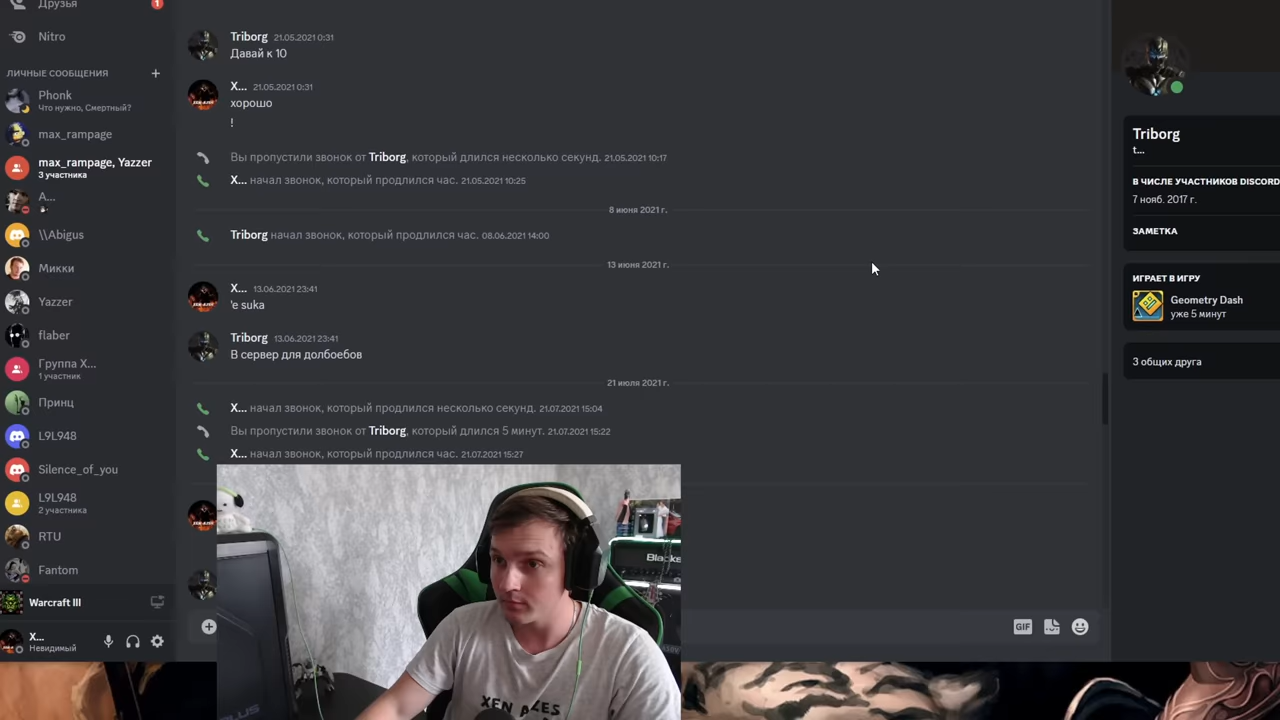 Друзья
1
Nitro
ЛИЧНЫЕ СООБЩЕНИЯ
Phonk
Что нужно, Смертный?
max_rampage
max_rampage, Yazzer
3 участника
A...
\\Abigus
Микки
Yazzer
flaber
Группа X...
1 участник
Принц
L9L948
Silence_of_you
L9L948
2 участника
RTU
Fantom
Warcraft III
X...
Невидимый
Triborg 21.05.2021 0:31
Давай к 10
X... 21.05.2021 0:31
хорошо
!
Вы пропустили звонок от Triborg, который длился несколько секунд. 21.05.2021 10:17
X... начал звонок, который продлился час. 21.05.2021 10:25
8 июня 2021 г.
Triborg начал звонок, который продлился час. 08.06.2021 14:00
13 июня 2021 г.
X... 13.06.2021 23:41
'e suka
Triborg 13.06.2021 23:41
В сервер для долбоебов
21 июля 2021 г.
X... начал звонок, который продлился несколько секунд. 21.07.2021 15:04
Вы пропустили звонок от Triborg, который длился 5 минут. 21.07.2021 15:22
X... начал звонок, который продлился час. 21.07.2021 15:27
GIF
Triborg
t...
В ЧИСЛЕ УЧАСТНИКОВ DISCORD
7 нояб. 2017 г.
ЗАМЕТКА
ИГРАЕТ В ИГРУ
Geometry Dash
уже 5 минут
3 общих друга
Blacks
PLUS